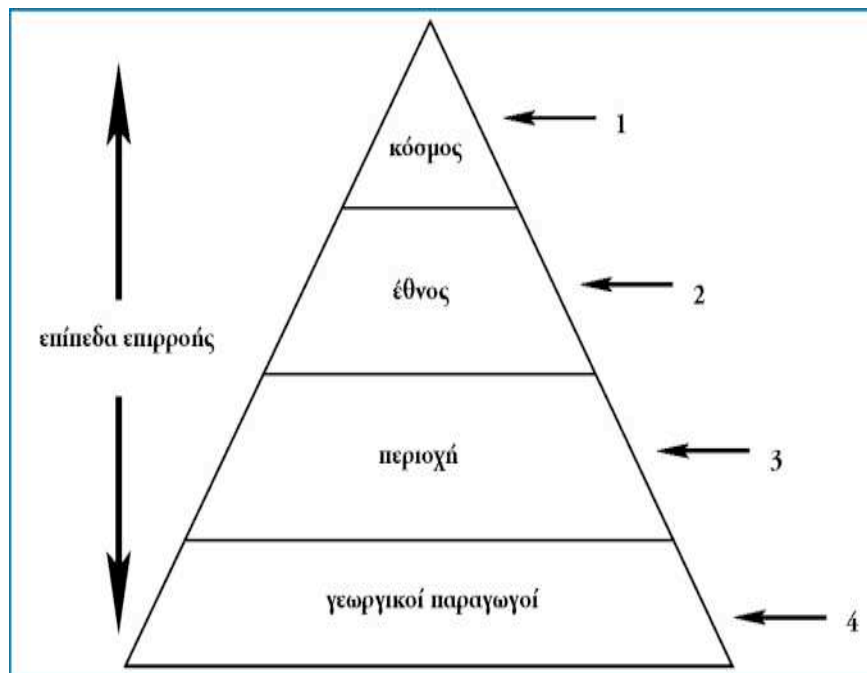 κόσμος
1
έθνος
2
επίπεδα επιρροής
περιοχή
3
γεωργικοί παραγωγοί
4